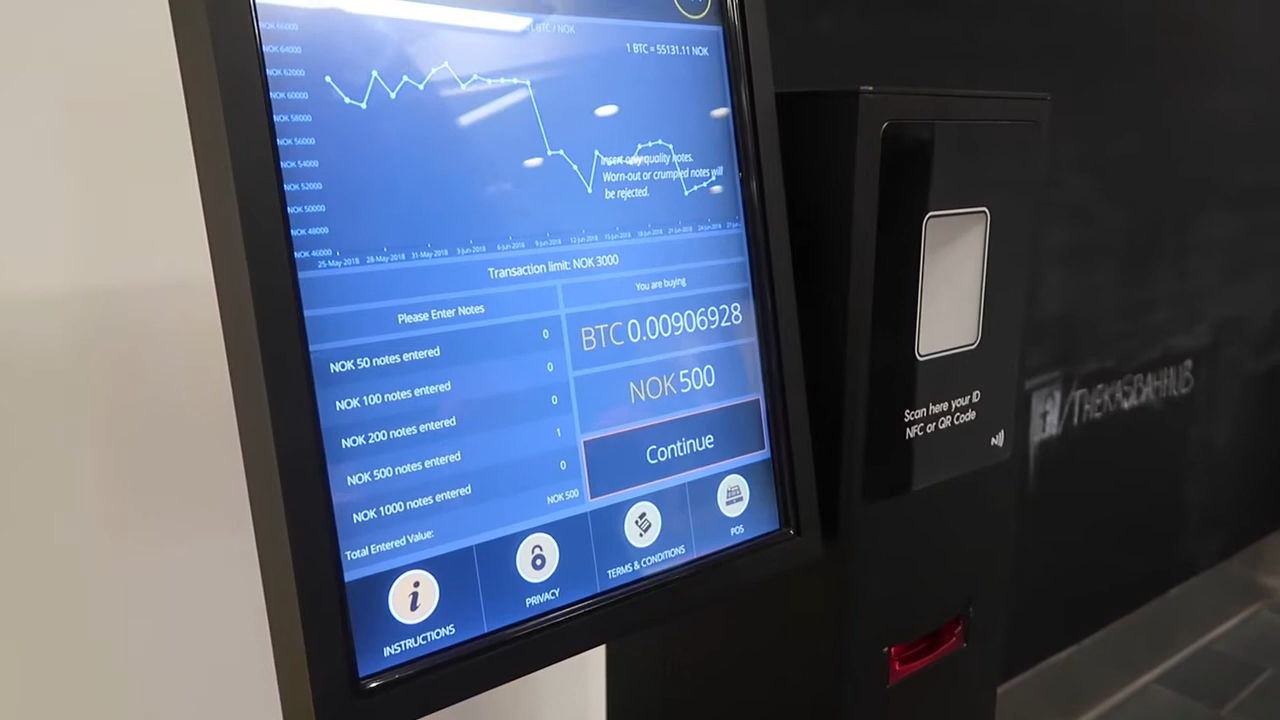 1 BTC / NOK
1 BTC = 55131.11 NOK
NOK 66000
NOK 64000
NOK 62000
NOK 60000
NOK 58000
NOK 56000
NOK 54000
NOK 52000
NOK 50000
NOK 48000
NOK 46000
Insert only quality notes.
Worn-out or crumpled notes will
be rejected.
25-May-2018 28-May-2018 31-May-2018 3-Jun-2018 6-Jun-2018 9-Jun-2018 12-Jun-2018 15-Jun-2018 18-Jun-2018 21-Jun-2018 24-Jun-2018
Transaction limit: NOK 3000
Please Enter Notes
NOK 50 notes entered 0
NOK 100 notes entered 0
NOK 200 notes entered 0
NOK 500 notes entered 1
NOK 1000 notes entered 0
Total Entered Value: NOK 500
You are buying
BTC 0.00906928
NOK 500
Continue
INSTRUCTIONS
PRIVACY
TERMS & CONDITIONS
POS
Scan here your ID
NFC or QR Code
f/THEKASBAHHUB